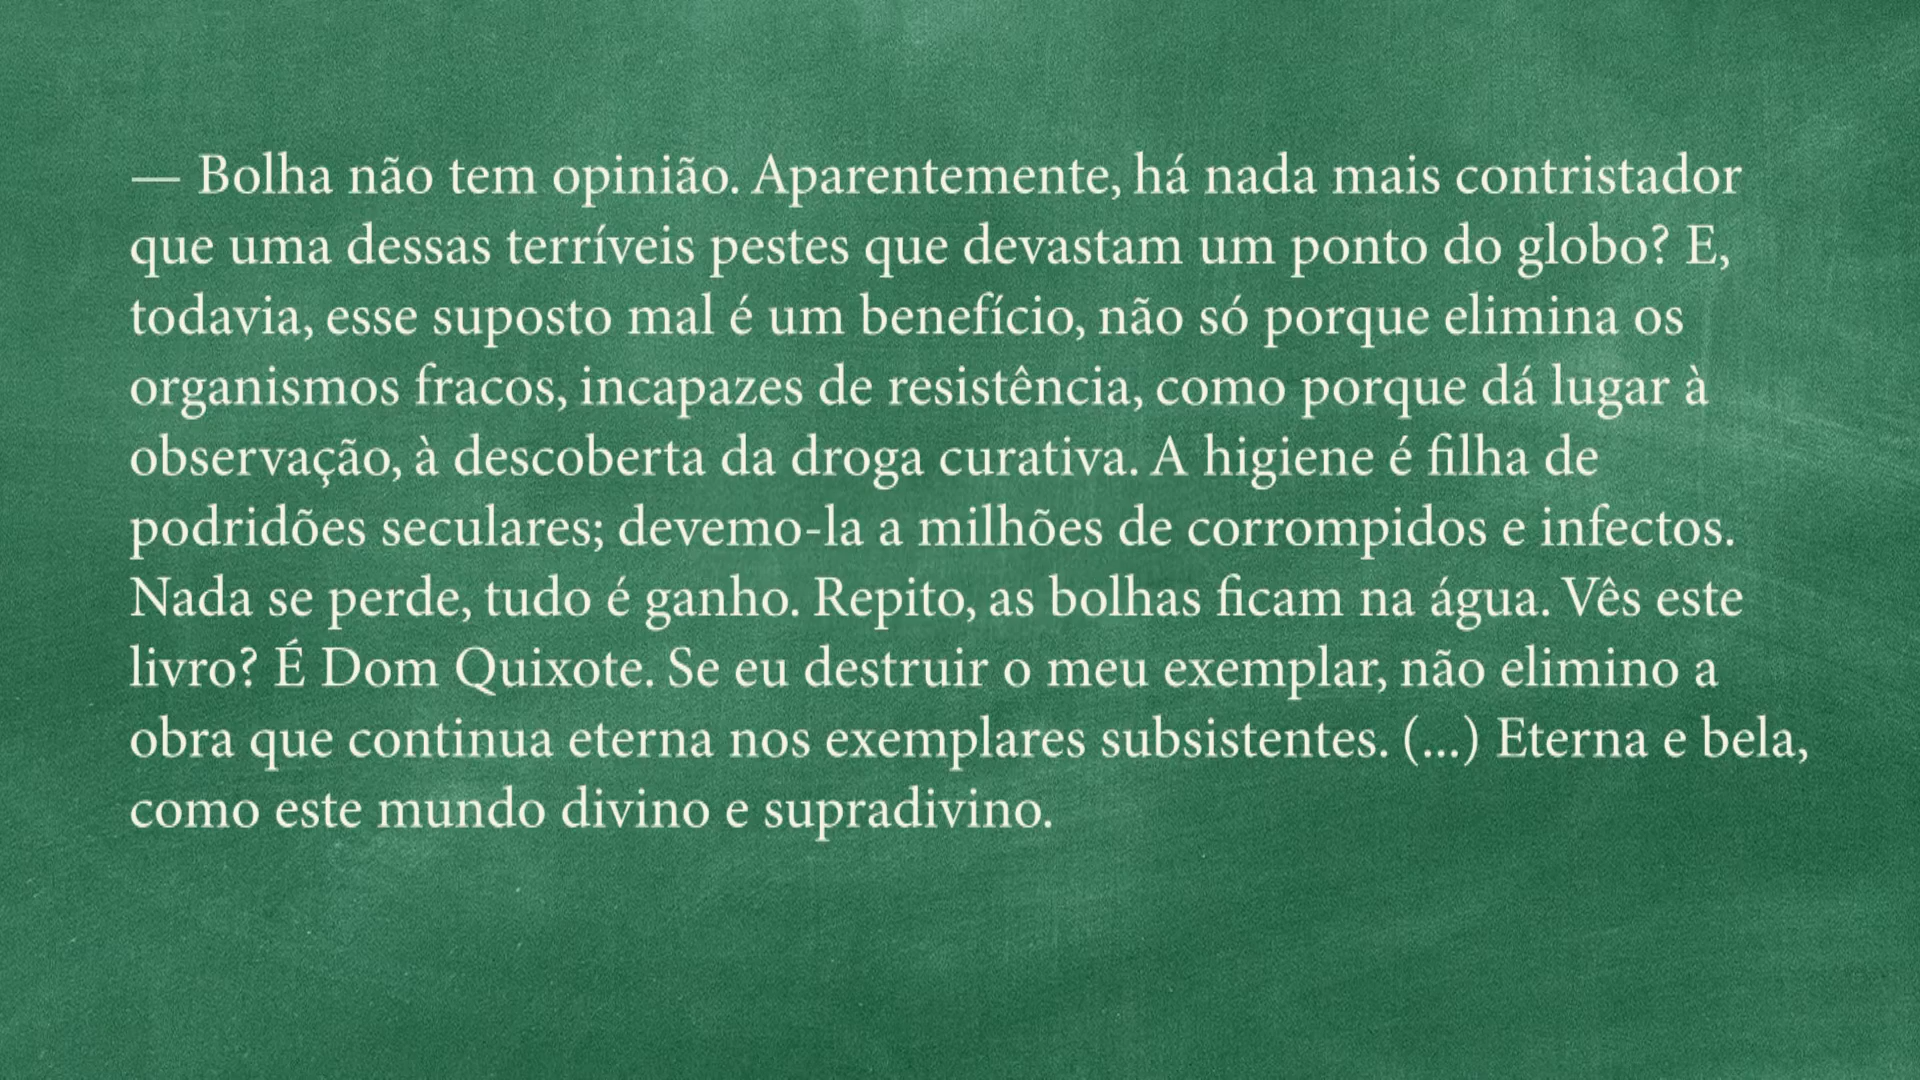 — Bolha não tem opinião. Aparentemente, há nada mais contristador
que uma dessas terríveis pestes que devastam um ponto do globo? E,
todavia, esse suposto mal é um benefício, não só porque elimina os
organismos fracos, incapazes de resistência, como porque dá lugar à
observação, à descoberta da droga curativa. A higiene é filha de
podridões seculares; devemo-la a milhões de corrompidos e infectos.
Nada se perde, tudo é ganho. Repito, as bolhas ficam na água. Vês este
livro? É Dom Quixote. Se eu destruir o meu exemplar, não elimino a
obra que continua eterna nos exemplares subsistentes. (...) Eterna e bela,
como este mundo divino e supradivino.